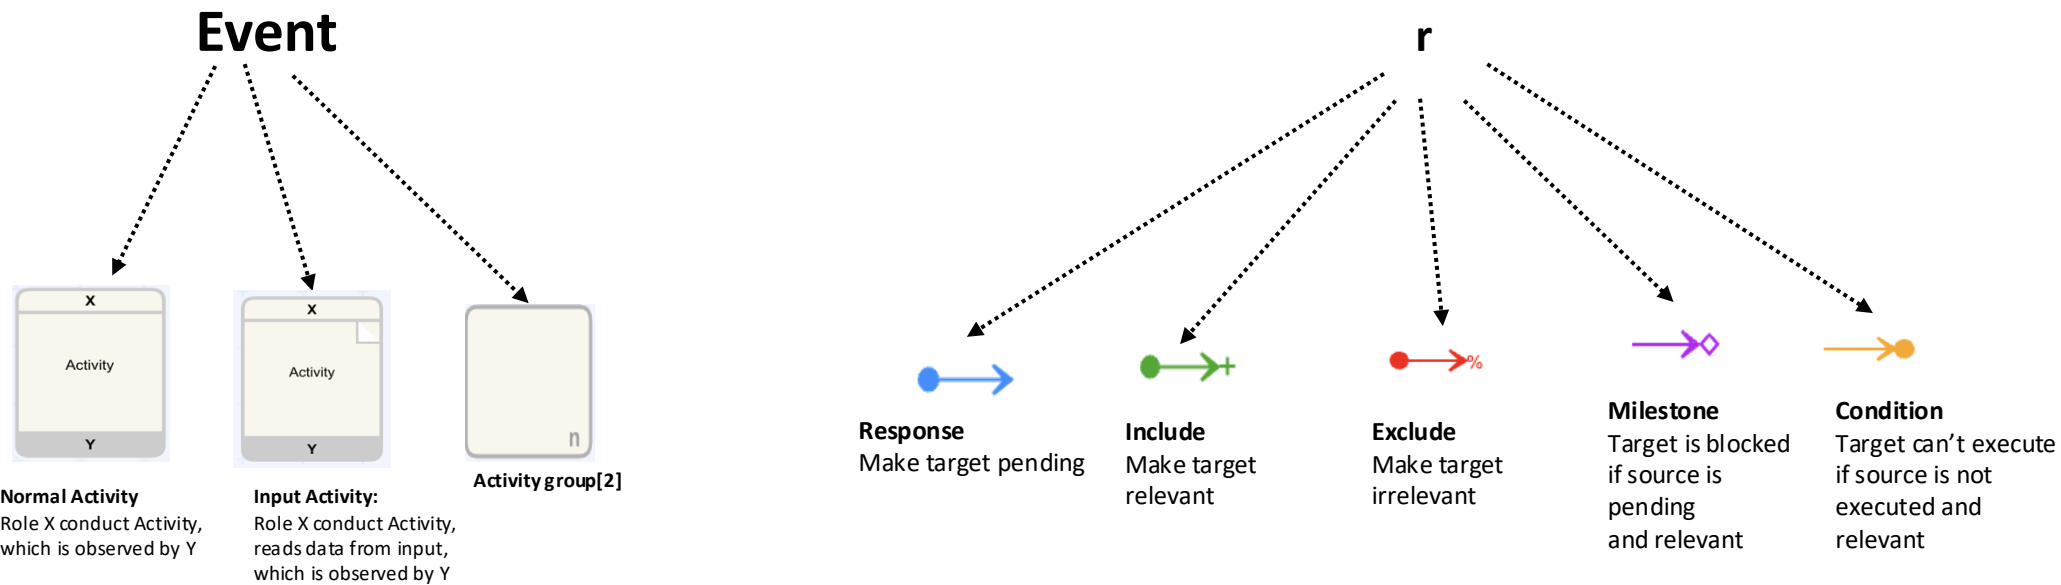 Event
r
X
Activity
Y
Normal Activity
Role X conduct Activity,
which is observed by Y
X
Activity
Y
Input Activity:
Role X conduct Activity,
reads data from input,
which is observed by Y
n
Activity group[2]
Response
Make target pending
+
Include
Make target
relevant
%
Exclude
Make target
irrelevant
Milestone
Target is blocked
if source is
pending
and relevant
Condition
Target can't execute
if source is not
executed and
relevant